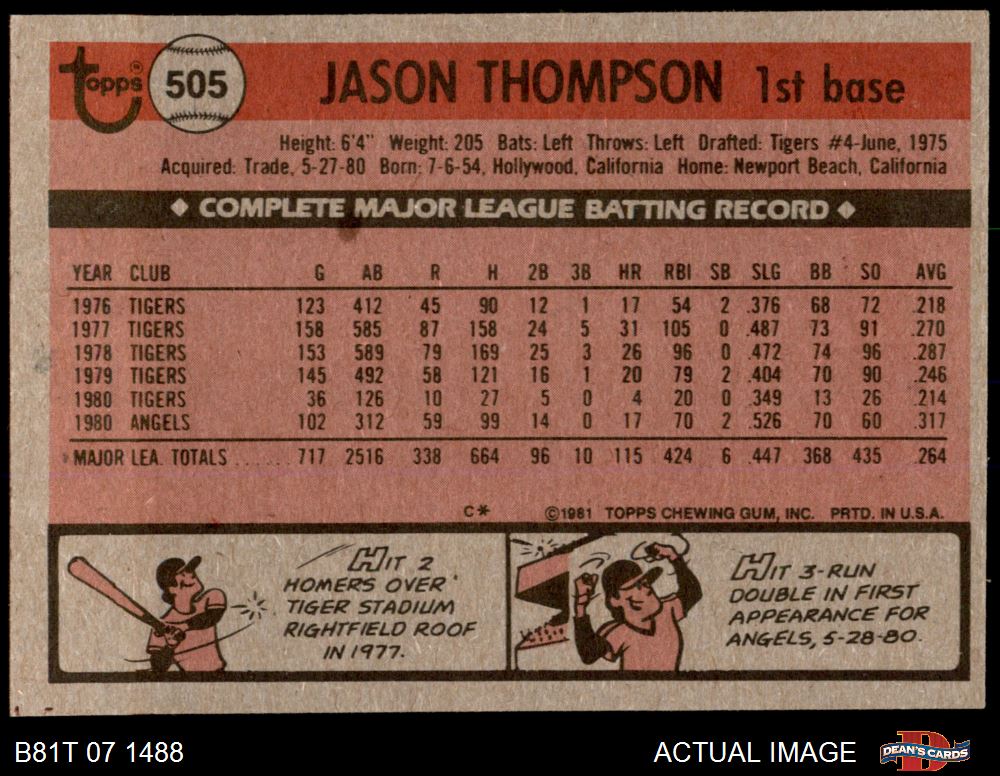 Topps
505
JASON THOMPSON 1st base
Height: 6'4" Weight: 205 Bats: Left Throws: Left Drafted: Tigers #4-June, 1975
Acquired: Trade, 5-27-80 Born: 7-6-54, Hollywood, California Home: Newport Beach, California
◆ COMPLETE MAJOR LEAGUE BATTING RECORD ◆
YEAR CLUB G AB R H 2B 3B HR RBI SB SLG BB SO AVG
1976 TIGERS 123 412 45 90 12 1 17 54 2 .376 68 72 .218
1977 TIGERS 158 585 87 158 24 5 31 105 0 .487 73 91 .270
1978 TIGERS 153 589 79 169 25 3 26 96 0 .472 74 96 .287
1979 TIGERS 145 492 58 121 16 1 20 79 2 .404 70 90 .246
1980 TIGERS 36 126 10 27 5 0 4 20 0 .349 13 26 .214
1980 ANGELS 102 312 59 99 14 0 17 70 2 .526 70 60 .317
MAJOR LEA. TOTALS ...... 717 2516 338 664 96 10 115 424 6 .447 368 435 .264
C* ©1981 TOPPS CHEWING GUM, INC. PRTD. IN U.S.A.
HIT 2
HOMERS OVER
TIGER STADIUM
RIGHTFIELD ROOF
IN 1977.
HIT 3-RUN
DOUBLE IN FIRST
APPEARANCE FOR
ANGELS, 5-28-80.
B81T 07 1488
ACTUAL IMAGE
DEAN'S CARDS